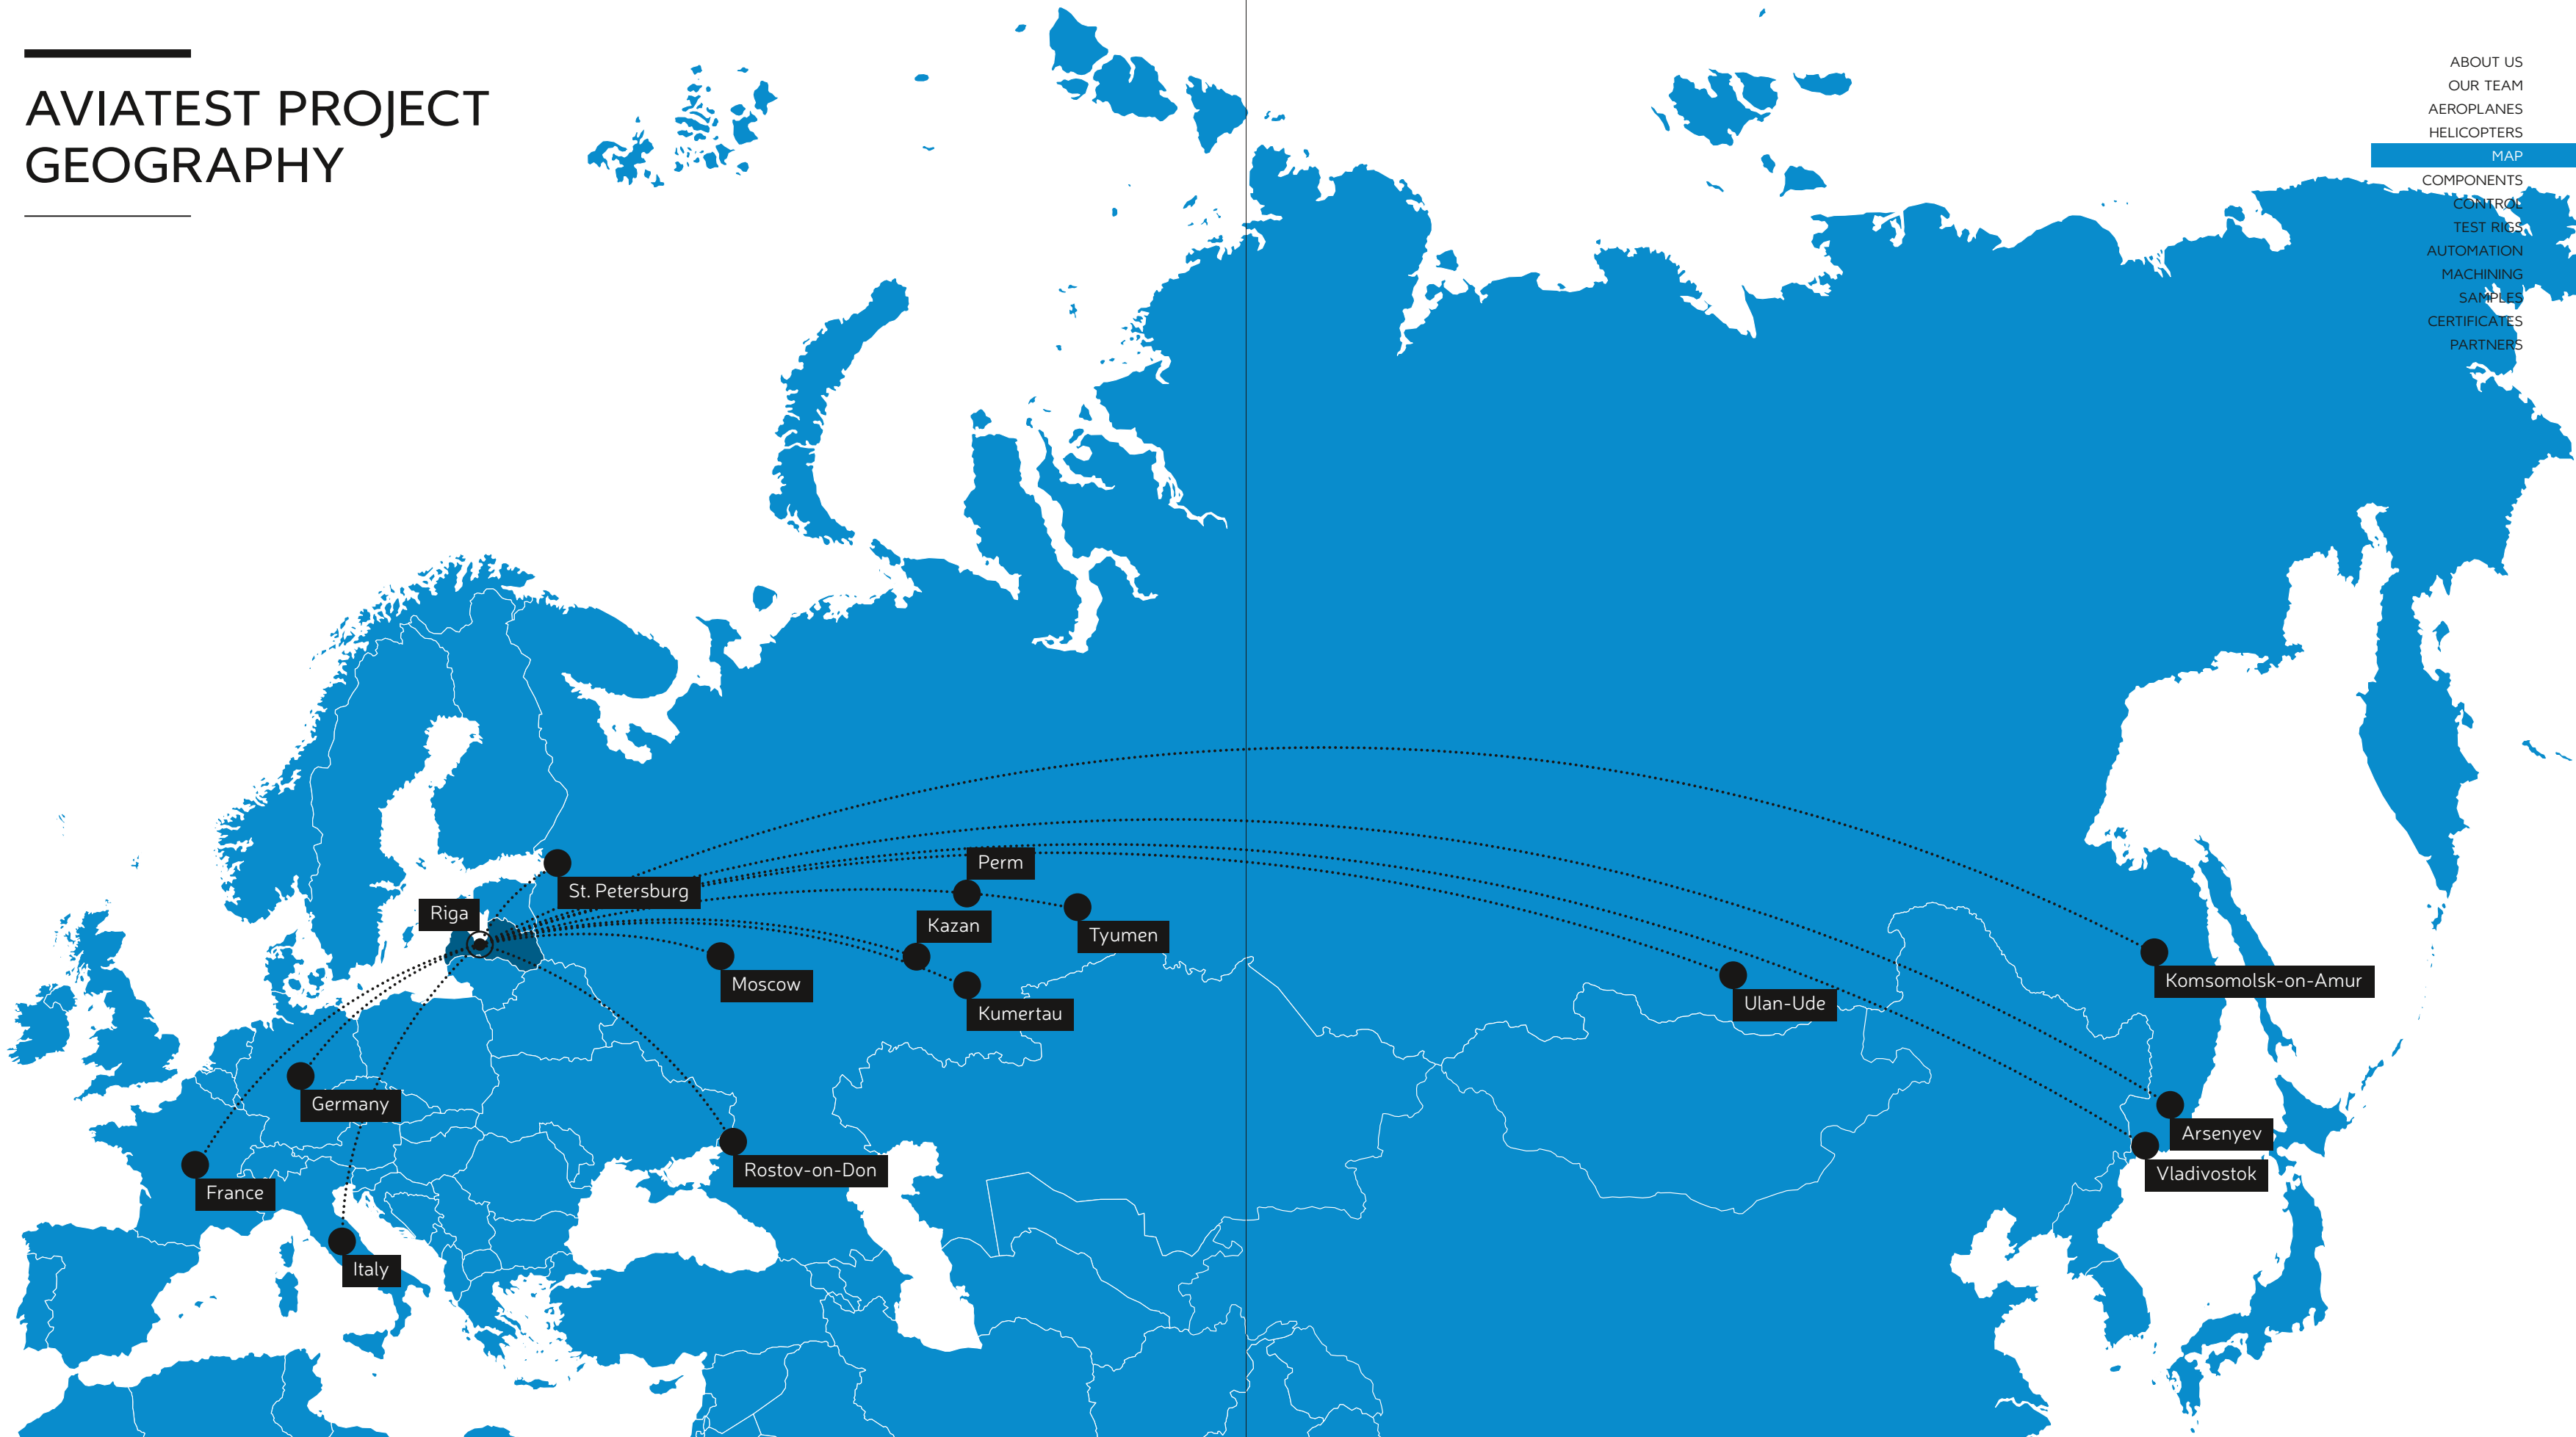 AVIATEST PROJECT
GEOGRAPHY
ABOUT US
OUR TEAM
AEROPLANES
HELICOPTERS
MAP
COMPONENTS
CONTROL
TEST RIGS
AUTOMATION
MACHINING
SAMPLES
CERTIFICATES
PARTNERS
Perm
St. Petersburg
Riga
Kazan
Tyumen
Moscow
Komsomolsk-on-Amur
Ulan-Ude
Kumertau
Germany
Arsenyev
Rostov-on-Don
Vladivostok
France
Italy